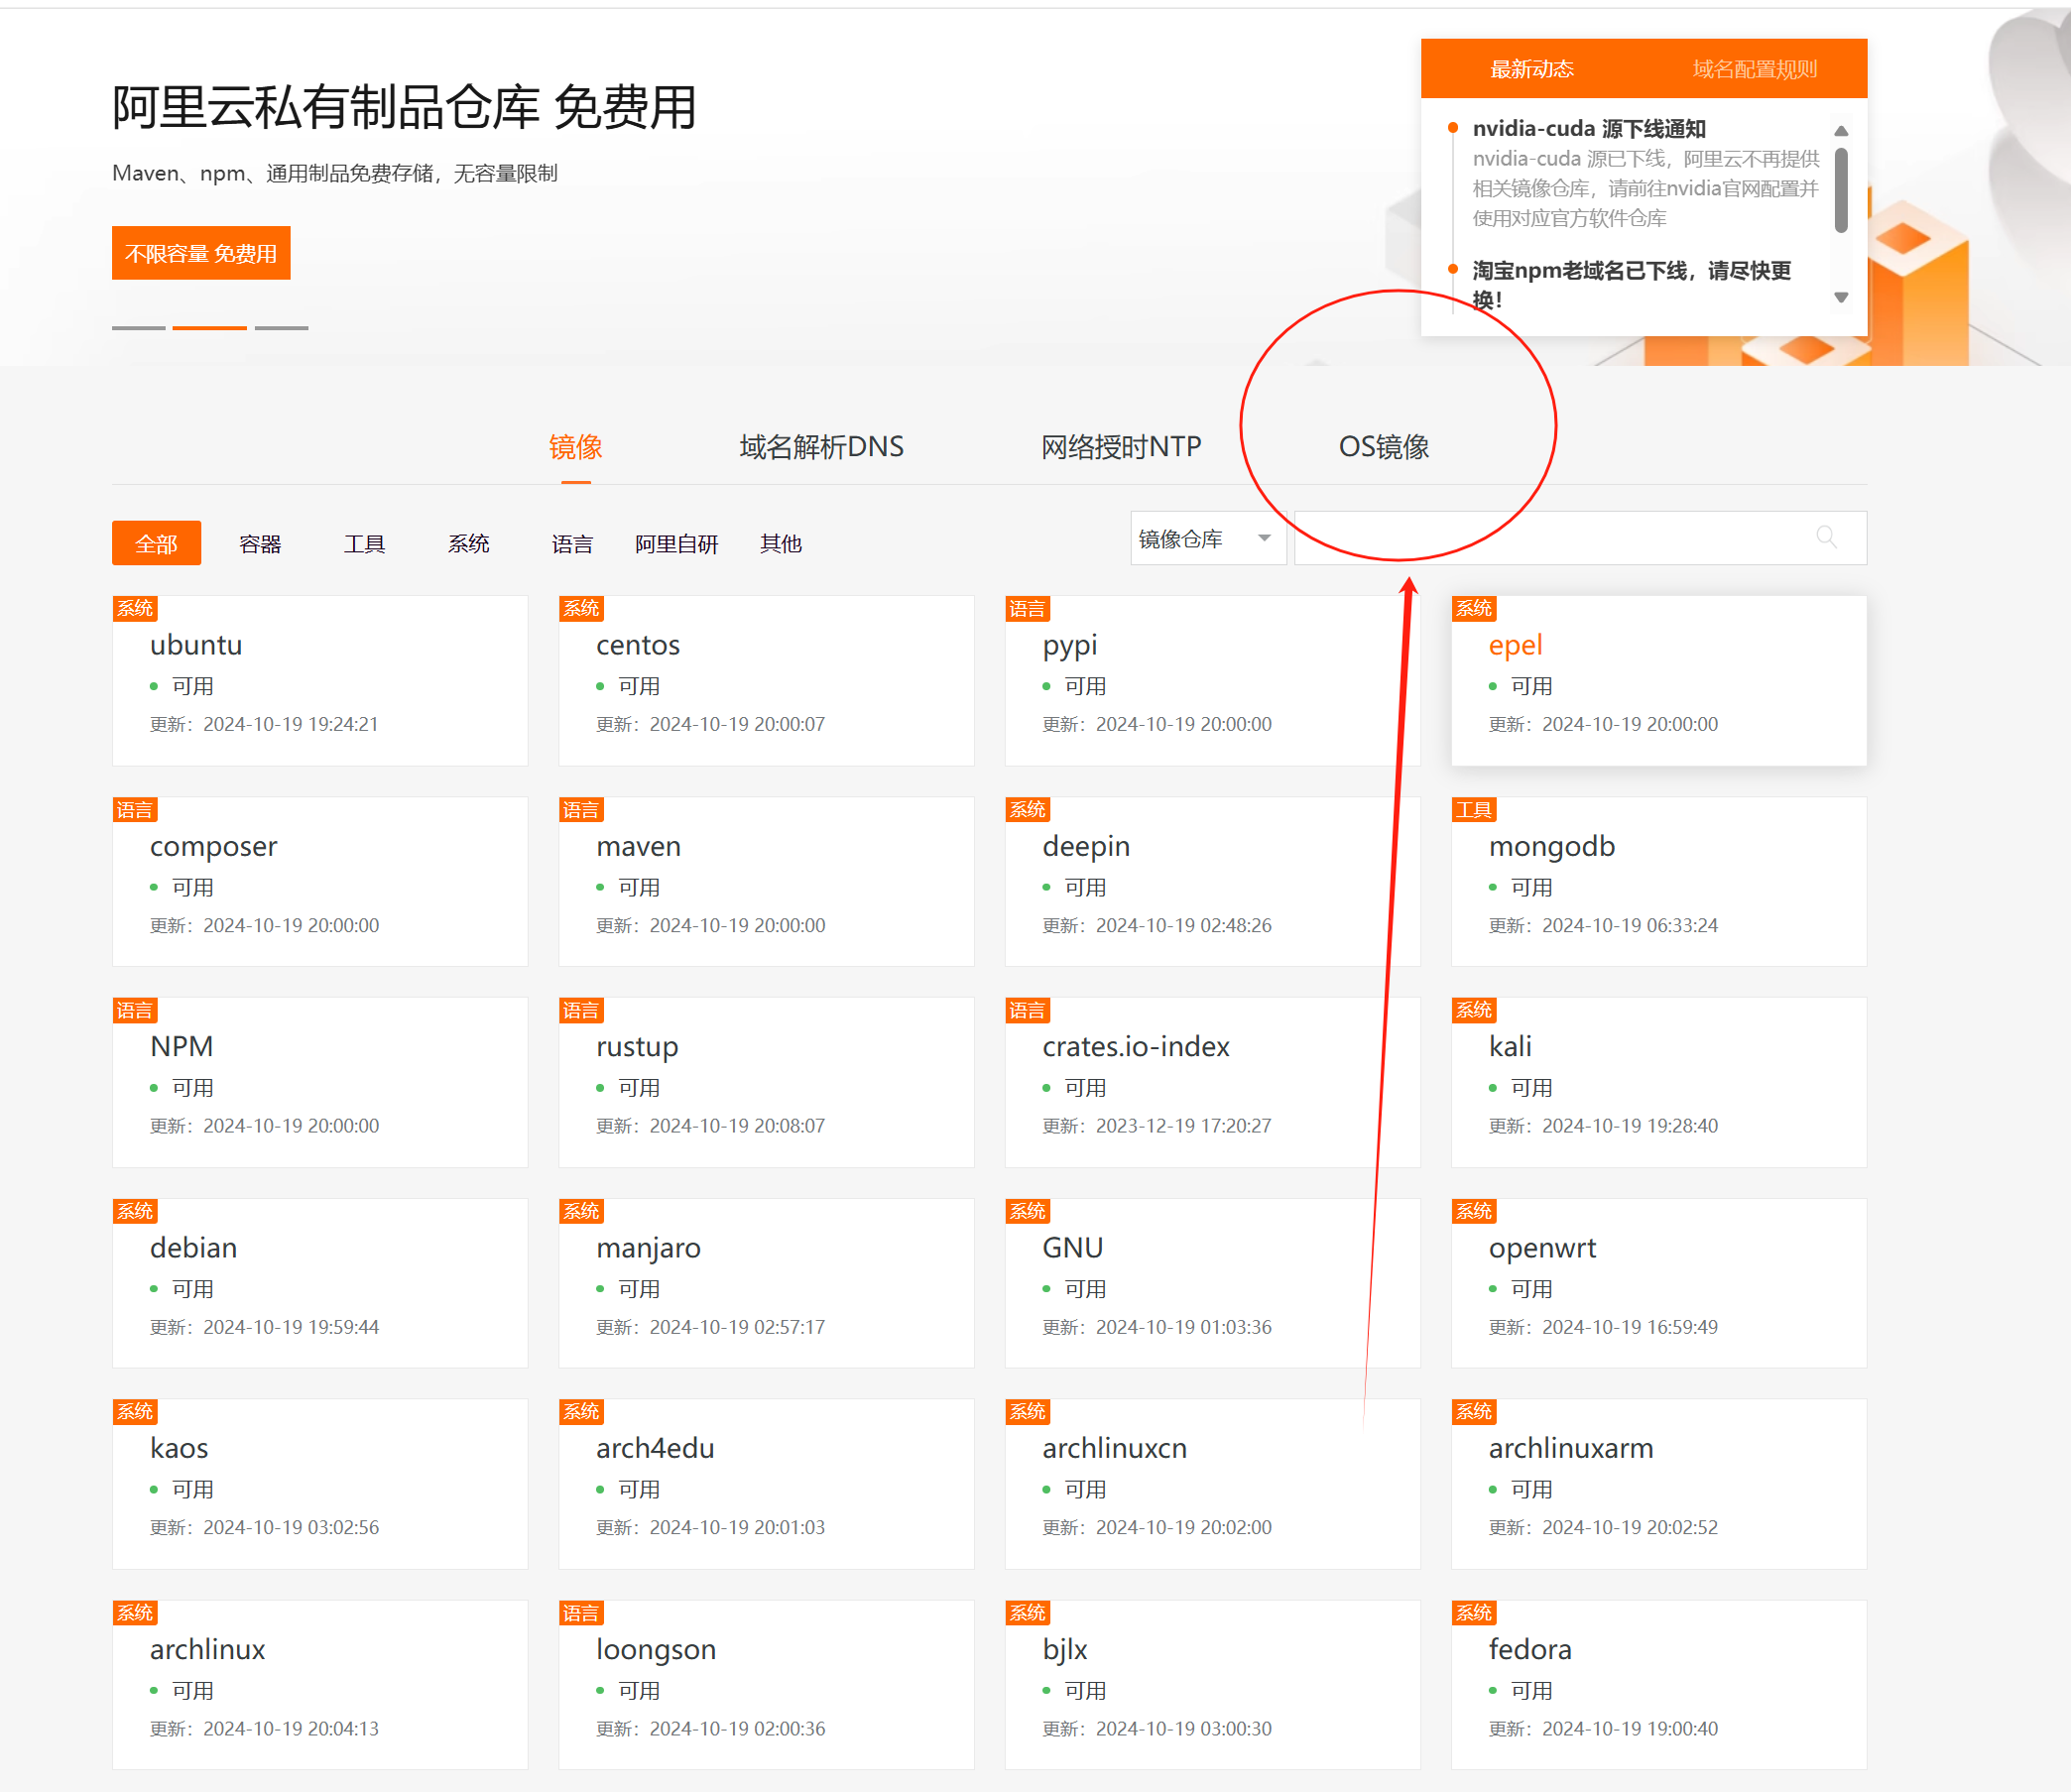 阿里云私有制品仓库 免费用
Maven、npm、通用制品免费存储，无容量限制
不限容量 免费用
最新动态 域名配置规则
nvidia-cuda 源下线通知
nvidia-cuda 源已下线，阿里云不再提供
相关镜像仓库，请前往nvidia官网配置并
使用对应官方软件仓库
淘宝npm老域名已下线，请尽快更
换！
镜像 域名解析DNS 网络授时NTP OS镜像
全部 容器 工具 系统 语言 阿里自研 其他 镜像仓库
系统 系统 语言 系统
ubuntu centos pypi epel
可用 可用 可用 可用
更新：2024-10-19 19:24:21 更新：2024-10-19 20:00:07 更新：2024-10-19 20:00:00 更新：2024-10-19 20:00:00
语言 语言 系统 工具
composer maven deepin mongodb
可用 可用 可用 可用
更新：2024-10-19 20:00:00 更新：2024-10-19 20:00:00 更新：2024-10-19 02:48:26 更新：2024-10-19 06:33:24
语言 语言 语言 系统
NPM rustup crates.io-index kali
可用 可用 可用 可用
更新：2024-10-19 20:00:00 更新：2024-10-19 20:08:07 更新：2023-12-19 17:20:27 更新：2024-10-19 19:28:40
系统 系统 系统 系统
debian manjaro GNU openwrt
可用 可用 可用 可用
更新：2024-10-19 19:59:44 更新：2024-10-19 02:57:17 更新：2024-10-19 01:03:36 更新：2024-10-19 16:59:49
系统 系统 系统 系统
kaos arch4edu archlinuxcn archlinuxarm
可用 可用 可用 可用
更新：2024-10-19 03:02:56 更新：2024-10-19 20:01:03 更新：2024-10-19 20:02:00 更新：2024-10-19 20:02:52
系统 语言 系统 系统
archlinux loongson bjlx fedora
可用 可用 可用 可用
更新：2024-10-19 20:04:13 更新：2024-10-19 02:00:36 更新：2024-10-19 03:00:30 更新：2024-10-19 19:00:40